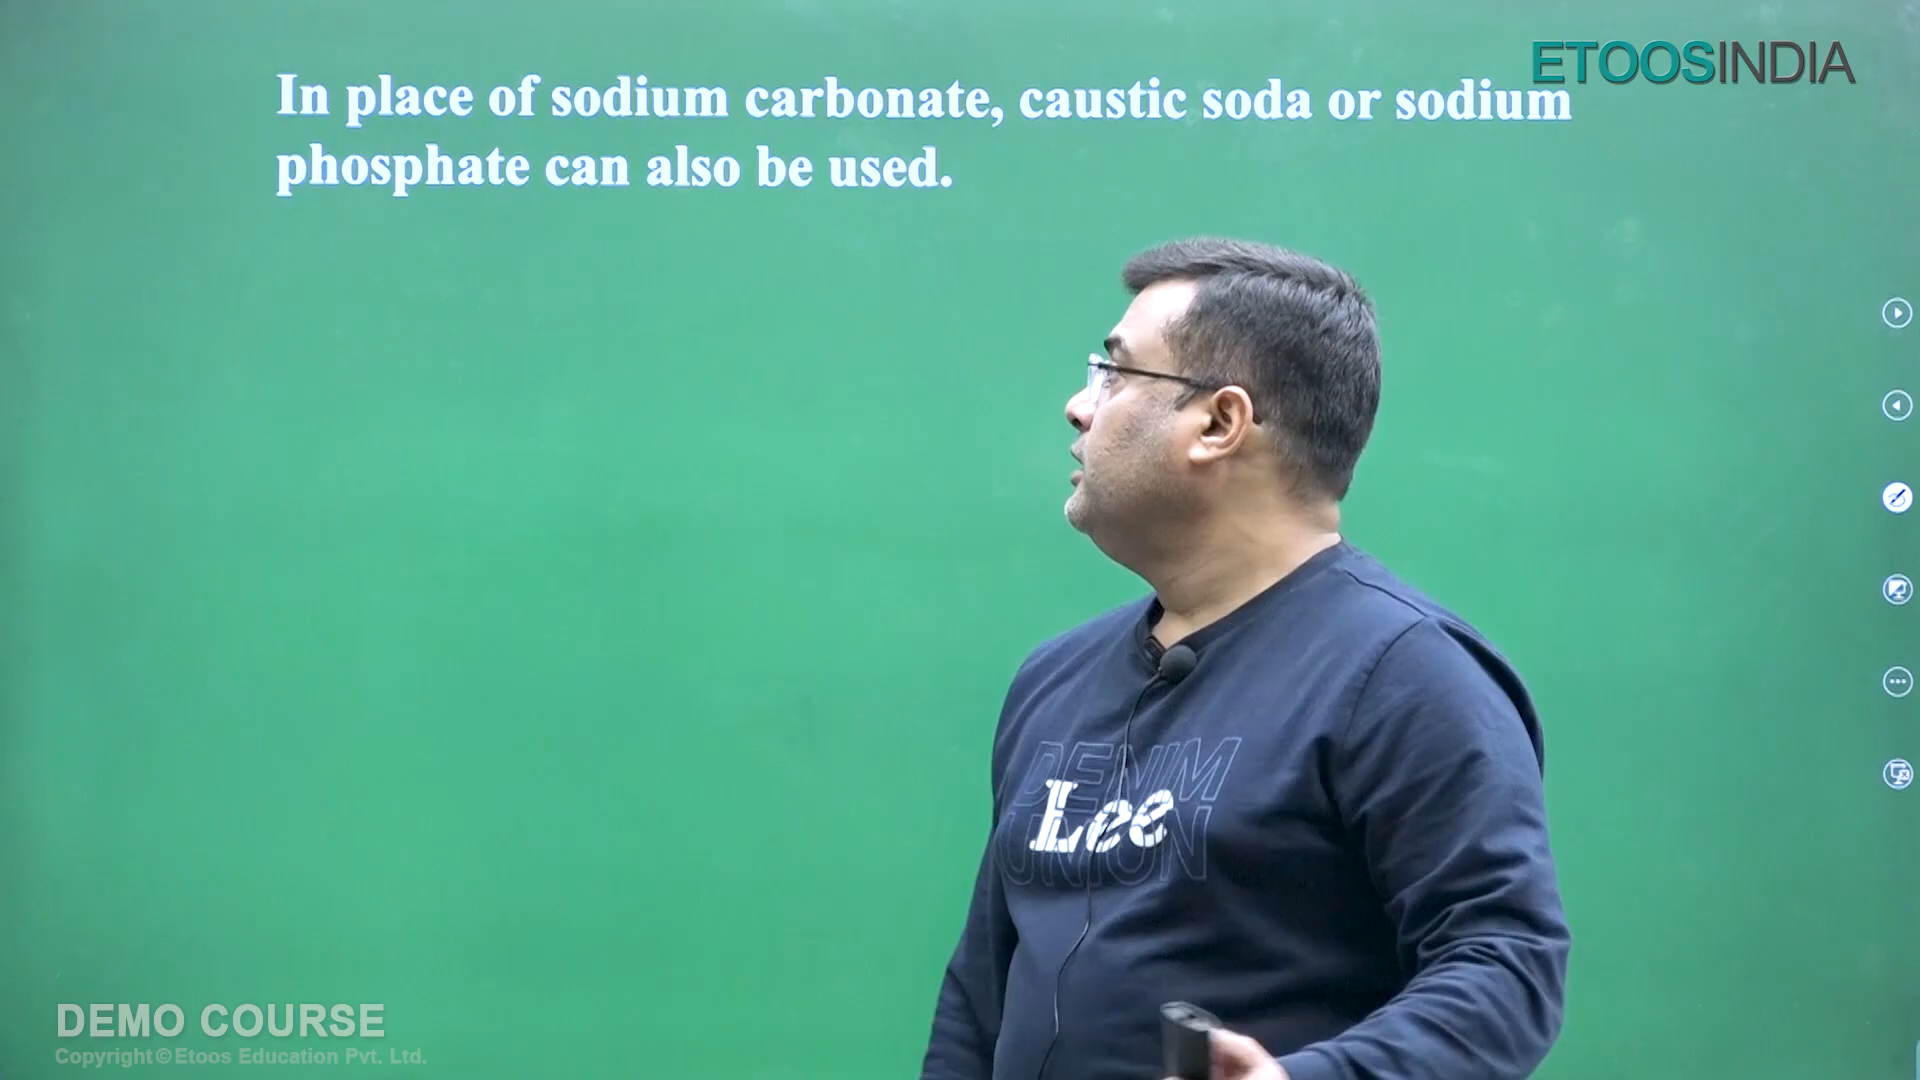 ETOOSINDIA
In place of sodium carbonate, caustic soda or sodium
phosphate can also be used.
DENIM
Lee
UNION
DEMO COURSE
Copyright © Etoos Education Pvt. Ltd.